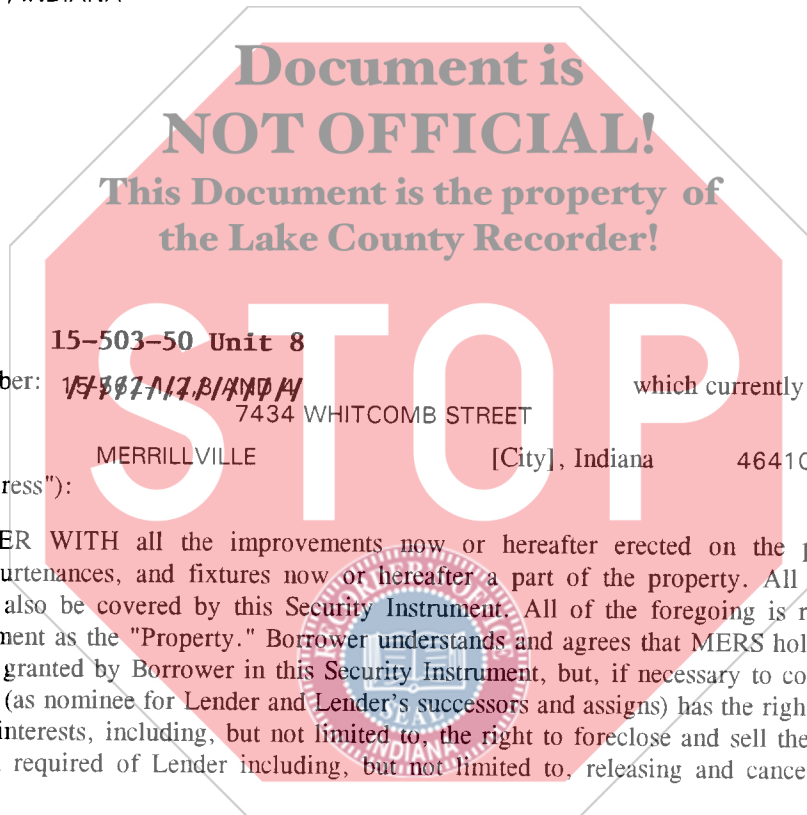 , INDIANA
Document is
NOT OFFICIAL!
This Document is the property of
the Lake County Recorder!
STOP
15-503-50 Unit 8
ber: which currently
7434 WHITCOMB STREET
MERRILLVILLE [City], Indiana 46410
ress"):
ER WITH all the improvements now or hereafter erected on the
urtenances, and fixtures now or hereafter a part of the property. All
also be covered by this Security Instrument. All of the foregoing is r
ment as the "Property." Borrower understands and agrees that MERS hol
granted by Borrower in this Security Instrument, but, if necessary to co
(as nominee for Lender and Lender's successors and assigns) has the righ
interests, including, but not limited to, the right to foreclose and sell the
required of Lender including, but not limited to, releasing and cance
RECORDER'S OFFICE
SEAL
INDIANA